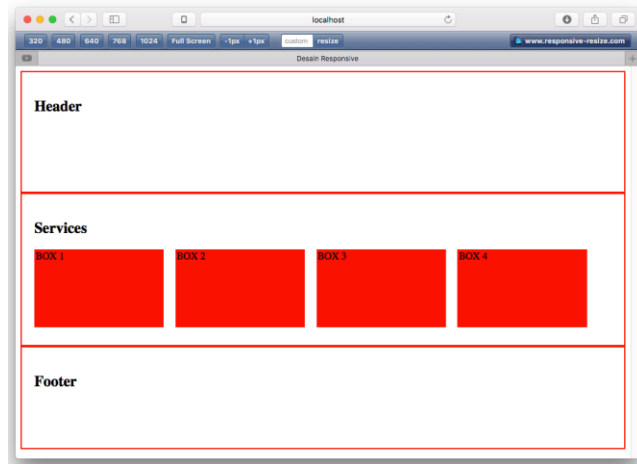 localhost
320 480 640 768 1024 Full Screen -1px +1px custom resize www.responsive-resize.com
Desain Responsive
Header
Services
BOX 1 BOX 2 BOX 3 BOX 4
Footer